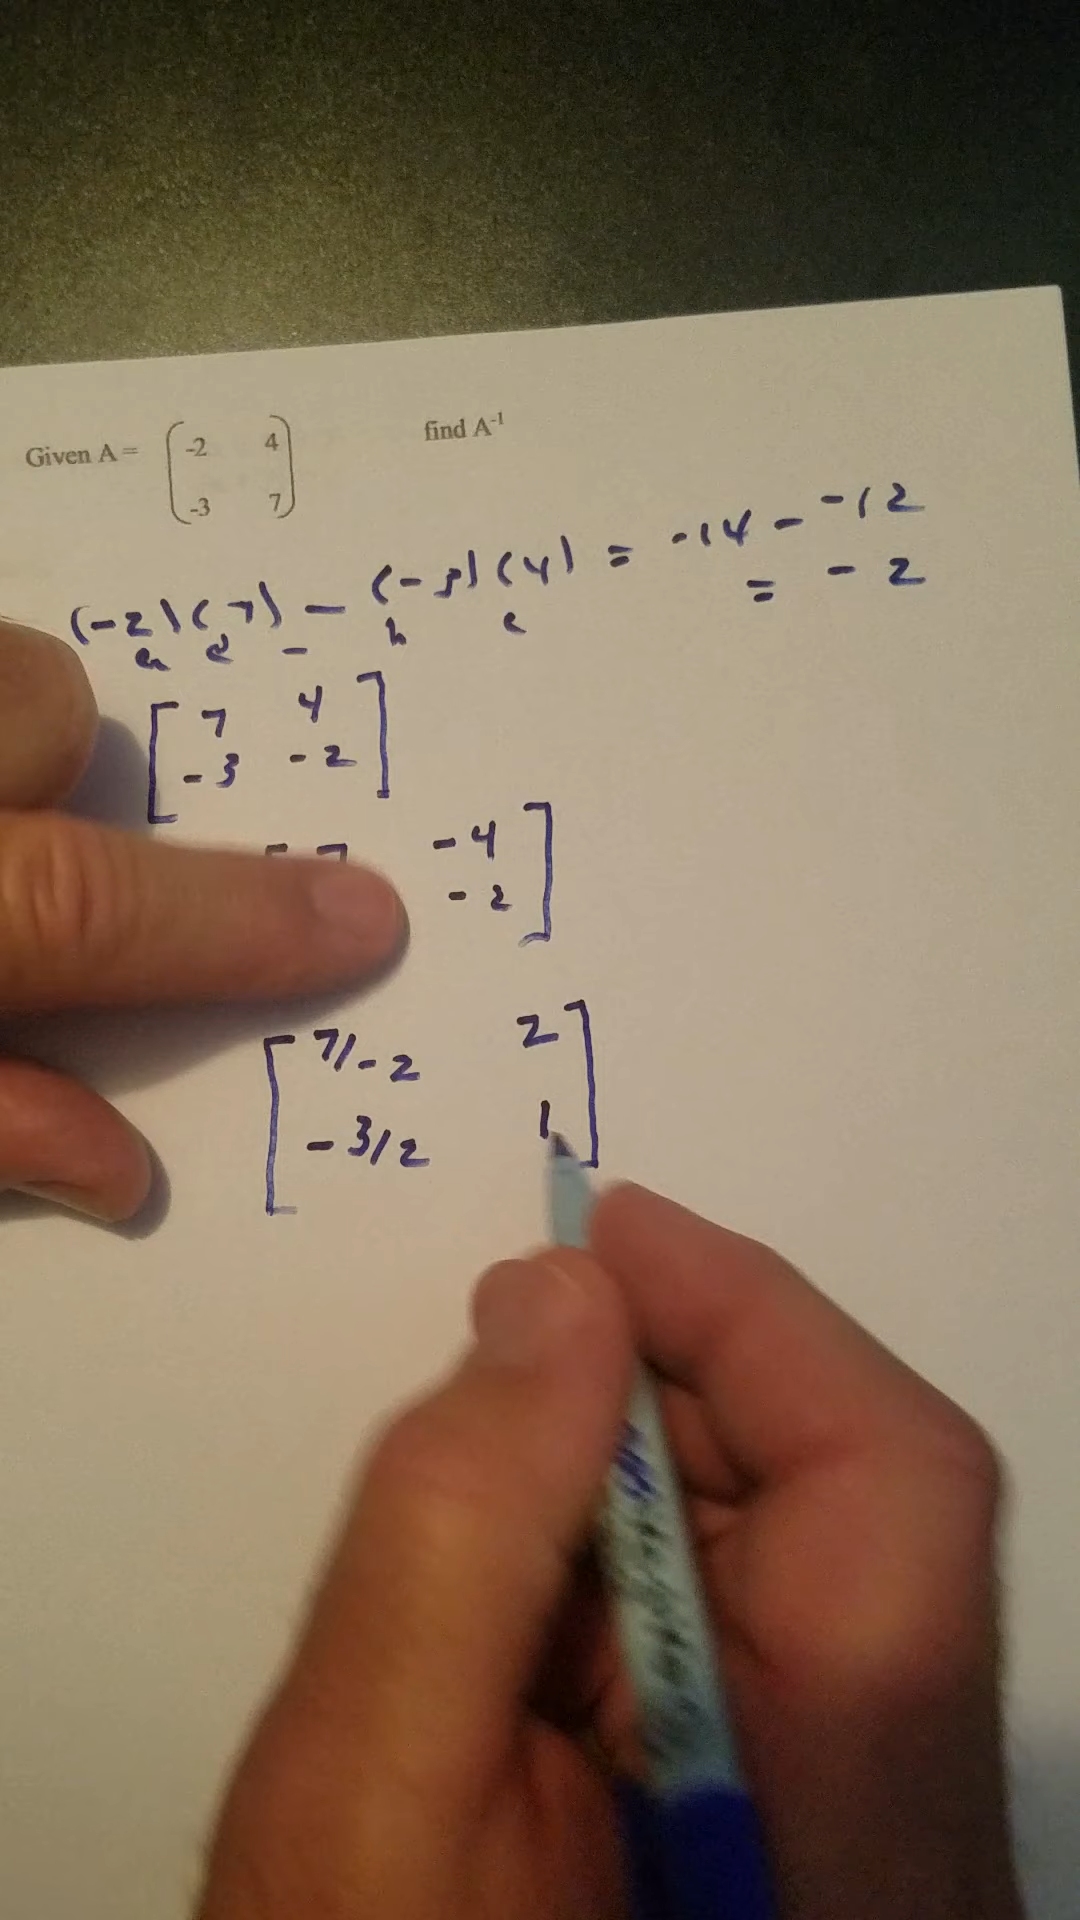 Given A = (-2 4
-3 7) find A-1
(-2)(7) - (-3)(4) = -14 - -12
= -2
a d - b c
[7 4
-3 -2]
7 -4
-2]
[7/-2 2
-3/2 1]